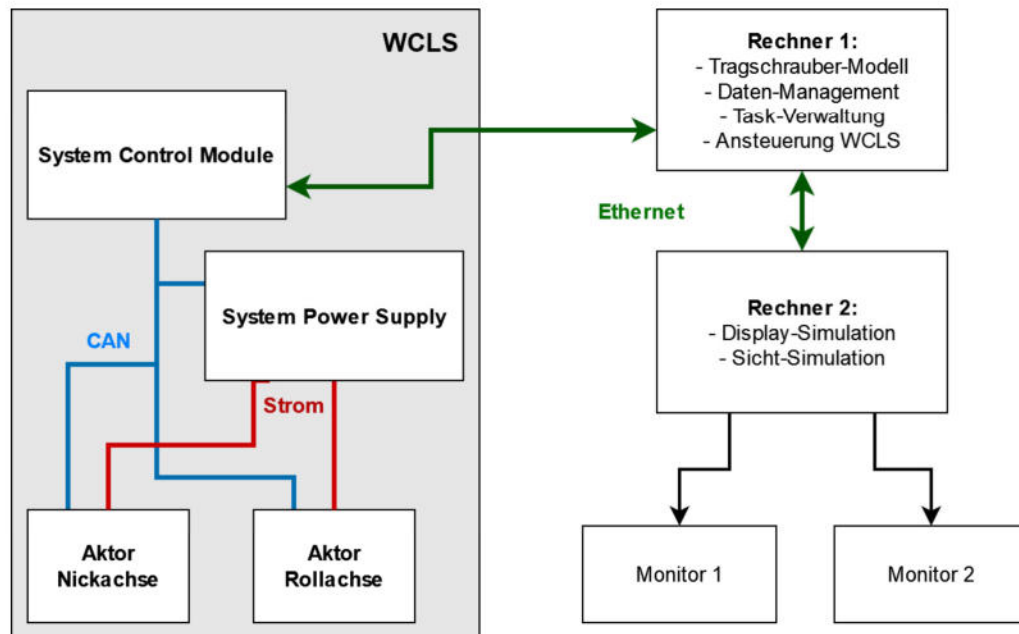 WCLS
System Control Module
System Power Supply
CAN
Strom
Aktor
Nickachse
Aktor
Rollachse
Rechner 1:
- Tragschrauber-Modell
- Daten-Management
- Task-Verwaltung
- Ansteuerung WCLS
Ethernet
Rechner 2:
- Display-Simulation
- Sicht-Simulation
Monitor 1
Monitor 2